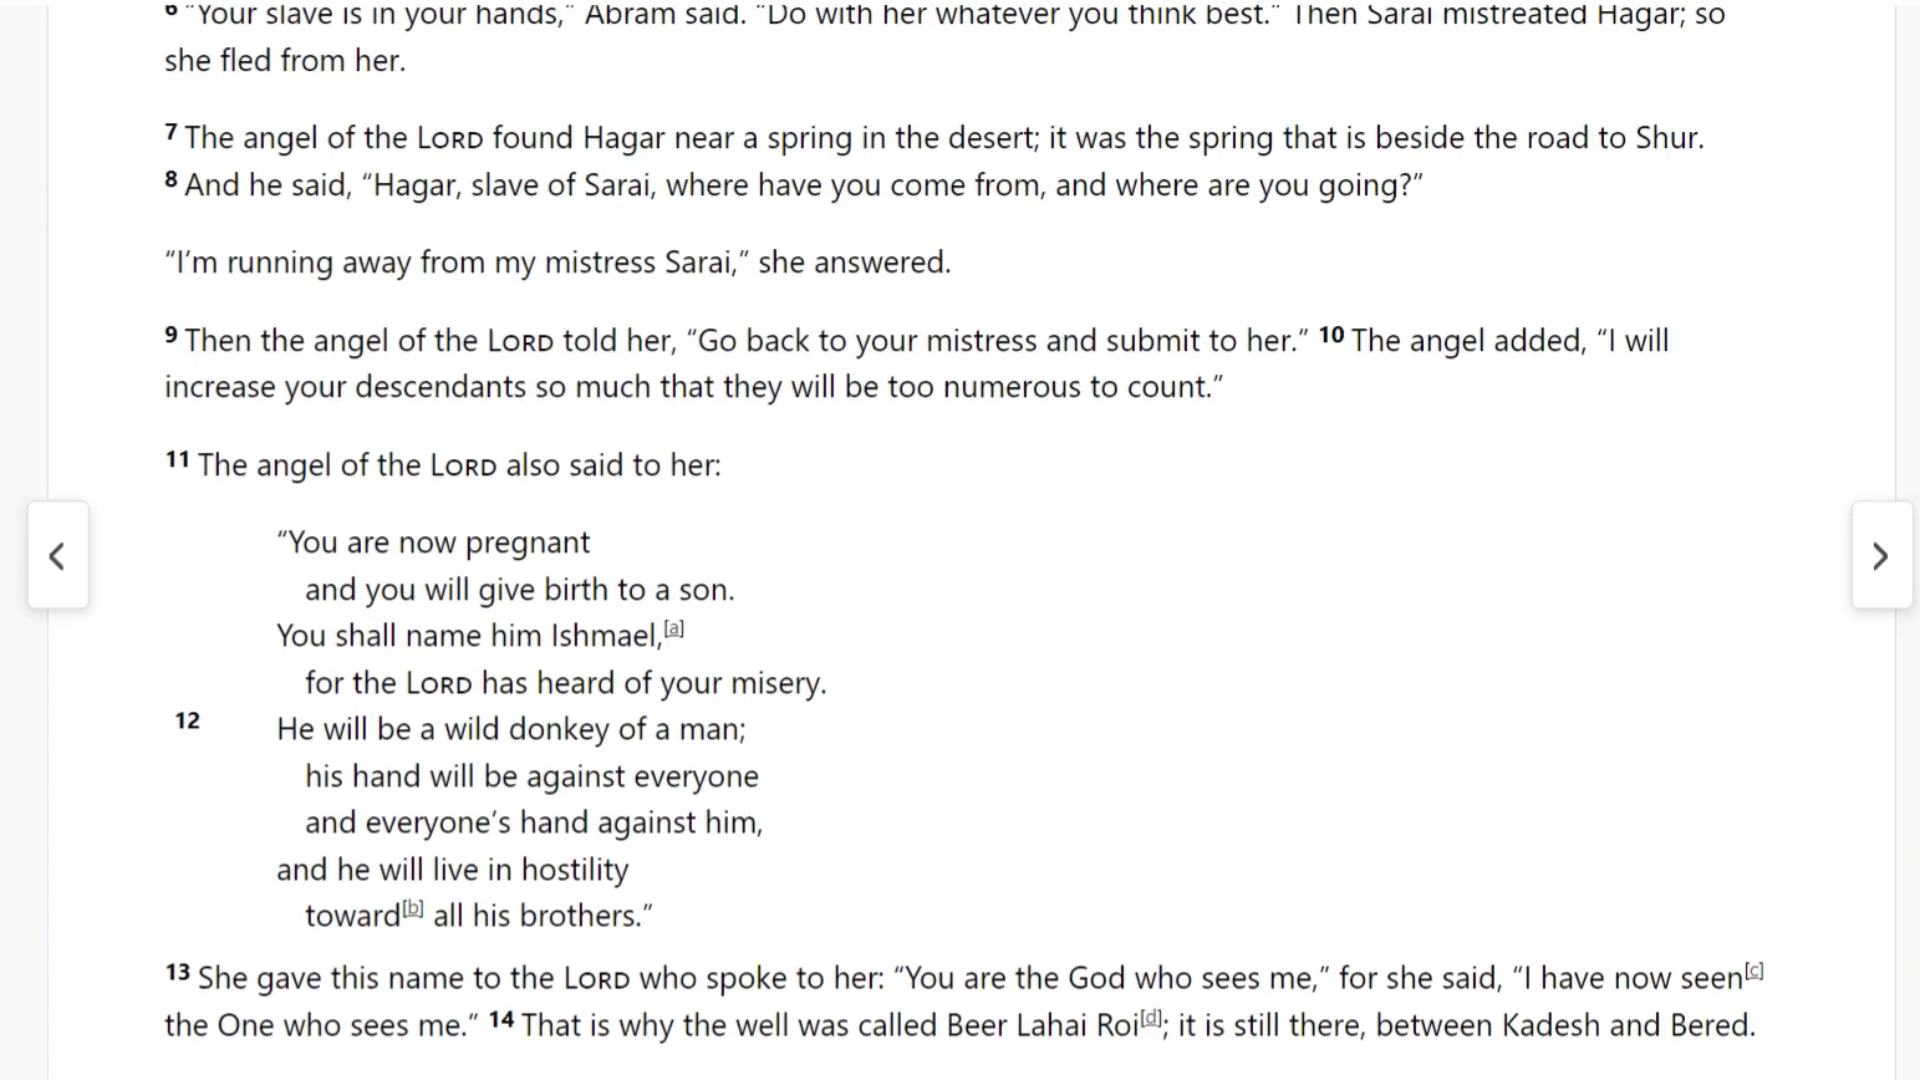 6 “Your slave is in your hands,” Abram said. “Do with her whatever you think best.” Then Sarai mistreated Hagar; so
she fled from her.
7 The angel of the LORD found Hagar near a spring in the desert; it was the spring that is beside the road to Shur.
8 And he said, “Hagar, slave of Sarai, where have you come from, and where are you going?”
“I’m running away from my mistress Sarai,” she answered.
9 Then the angel of the LORD told her, “Go back to your mistress and submit to her.” 10 The angel added, “I will
increase your descendants so much that they will be too numerous to count.”
11 The angel of the LORD also said to her:
“You are now pregnant
and you will give birth to a son.
You shall name him Ishmael,[a]
for the LORD has heard of your misery.
12 He will be a wild donkey of a man;
his hand will be against everyone
and everyone’s hand against him,
and he will live in hostility
toward[b] all his brothers.”
13 She gave this name to the LORD who spoke to her: “You are the God who sees me,” for she said, “I have now seen[c]
the One who sees me.” 14 That is why the well was called Beer Lahai Roi[d]; it is still there, between Kadesh and Bered.